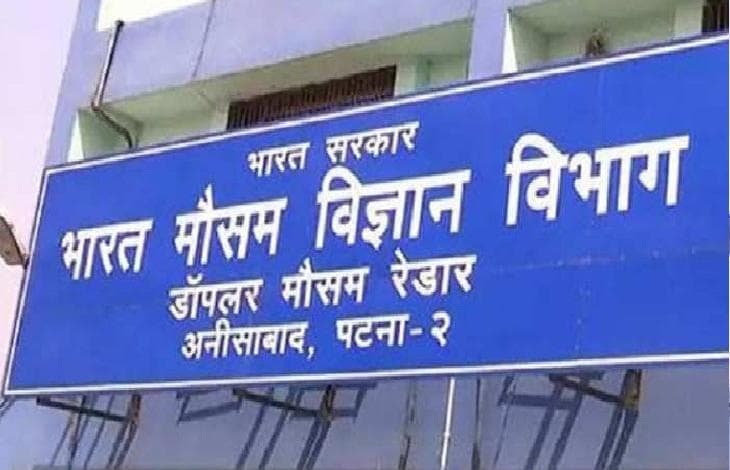 भारत सरकार
भारत मौसम विज्ञान विभाग
डॉपलर मौसम रेडार
अनीसाबाद, पटना-२